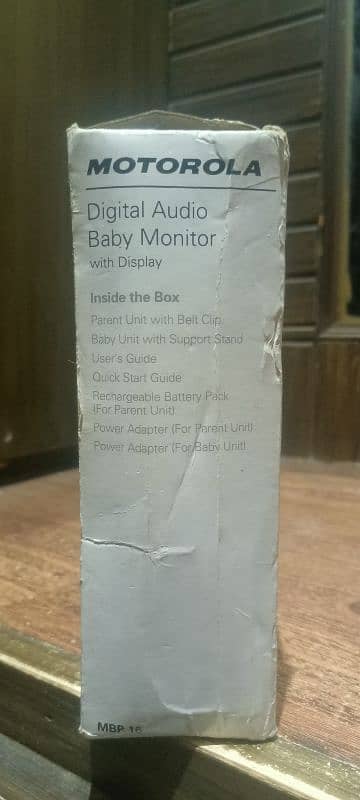 MOTOROLA
Digital Audio
Baby Monitor
with Display
Inside the Box
Parent Unit with Belt Clip
Baby Unit with Support Stand
User's Guide
Quick Start Guide
Rechargeable Battery Pack
(For Parent Unit)
Power Adapter (For Parent Unit)
Power Adapter (For Baby Unit)
MBP 16